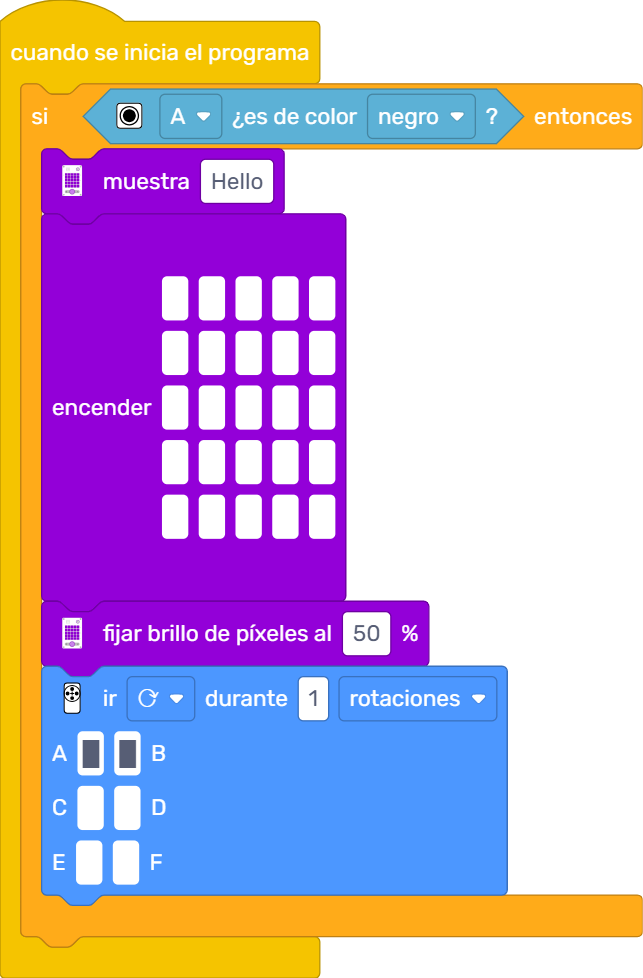 cuando se inicia el programa
si A ¿es de color negro ? entonces
muestra Hello
encender
fijar brillo de píxeles al 50 %
ir durante 1 rotaciones
A B
C D
E F